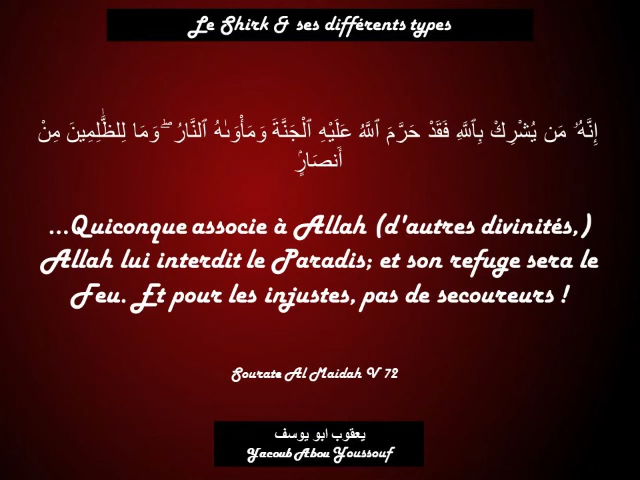 Le Shirk & ses différents types
إِنَّهُۥ مَن يُشْرِكْ بِٱللَّهِ فَقَدْ حَرَّمَ ٱللَّهُ عَلَيْهِ ٱلْجَنَّةَ وَمَأْوَىٰهُ ٱلنَّارُ ۖ وَمَا لِلظَّٰلِمِينَ مِنْ
أَنصَارٍۢ
...Quiconque associe à Allah (d'autres divinités,)
Allah lui interdit le Paradis; et son refuge sera le
Feu. Et pour les injustes, pas de secoureurs !
Sourate Al Maidah V 72
يعقوب ابو يوسف
Yacoub Abou Youssouf